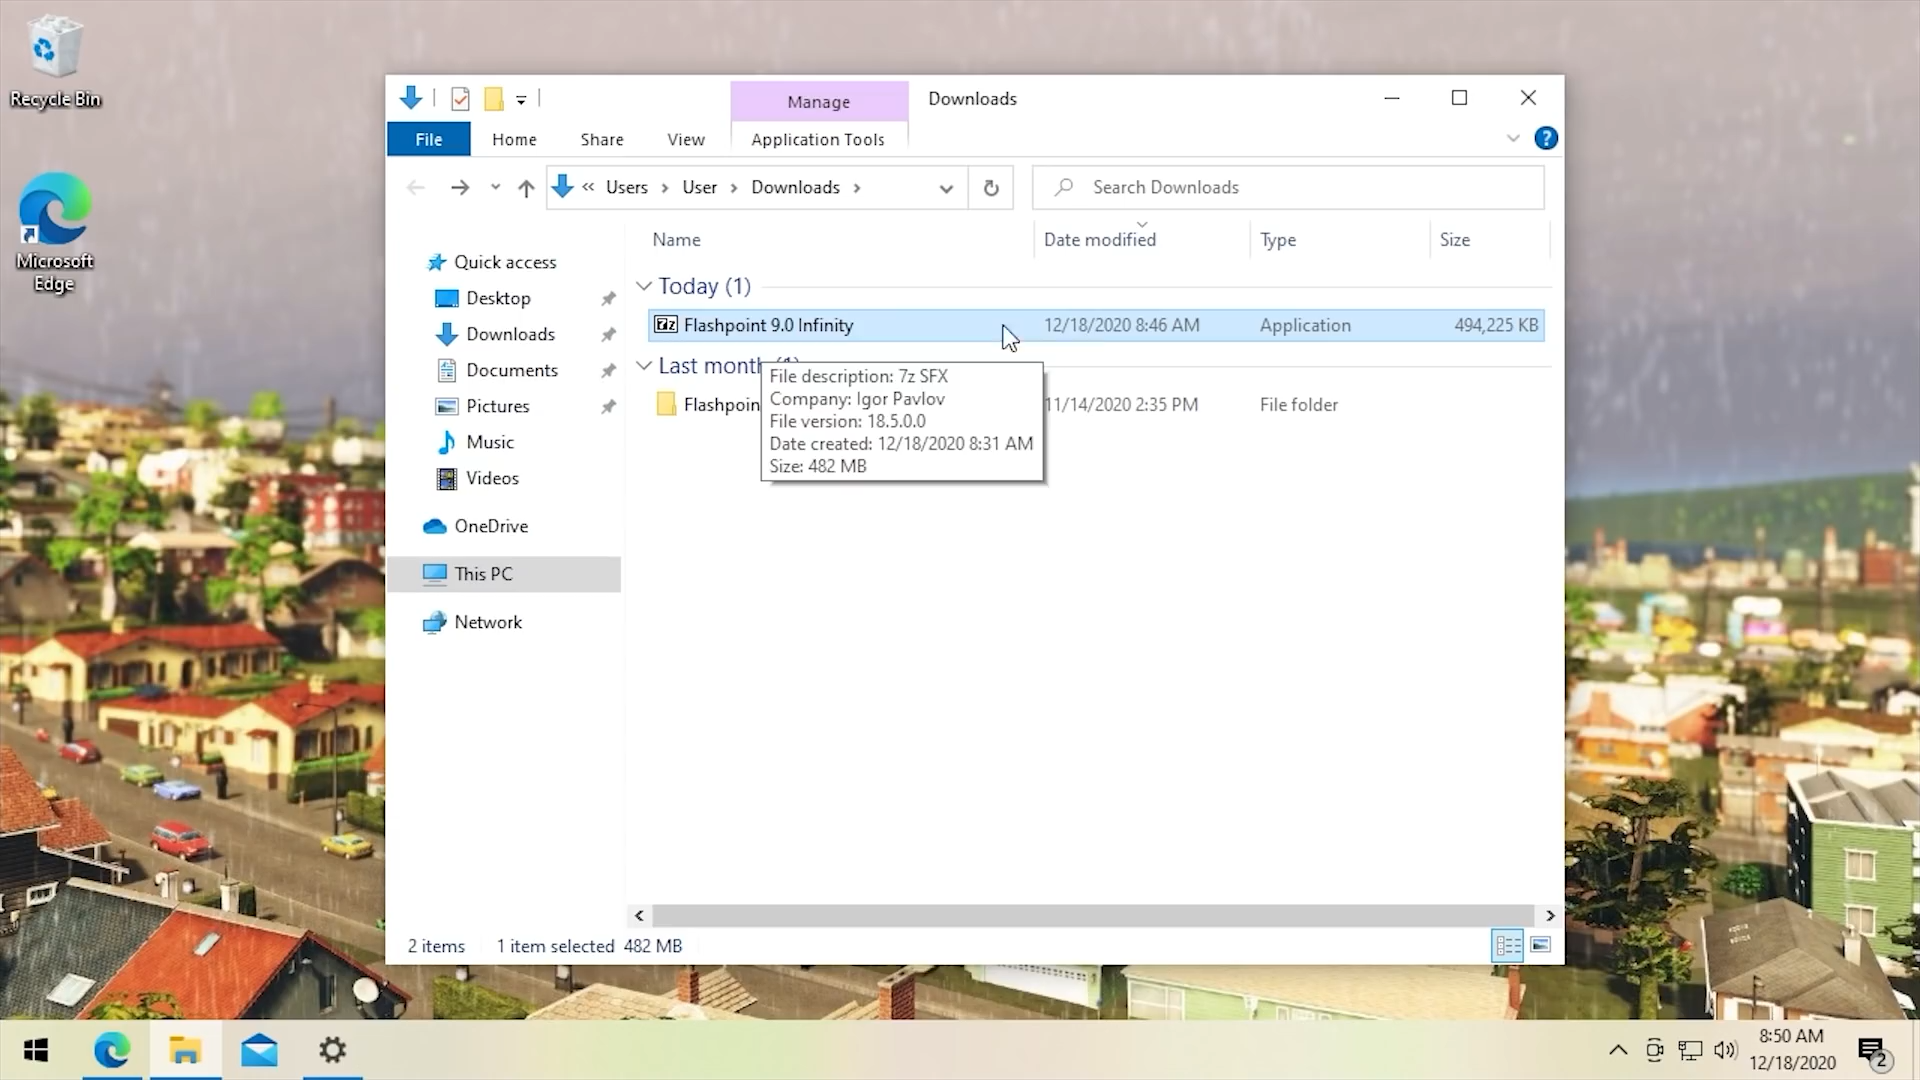 Recycle Bin
Microsoft
Edge
Manage
Downloads
File
Home
Share
View
Application Tools
?
« Users > User > Downloads >
Search Downloads
Name
Date modified
Type
Size
Quick access
Desktop
Downloads
Documents
Pictures
Music
Videos
OneDrive
This PC
Network
Today (1)
7z Flashpoint 9.0 Infinity 12/18/2020 8:46 AM Application 494,225 KB
Last month (1)
Flashpoin 11/14/2020 2:35 PM File folder
File description: 7z SFX
Company: Igor Pavlov
File version: 18.5.0.0
Date created: 12/18/2020 8:31 AM
Size: 482 MB
2 items 1 item selected 482 MB
8:50 AM
12/18/2020
2